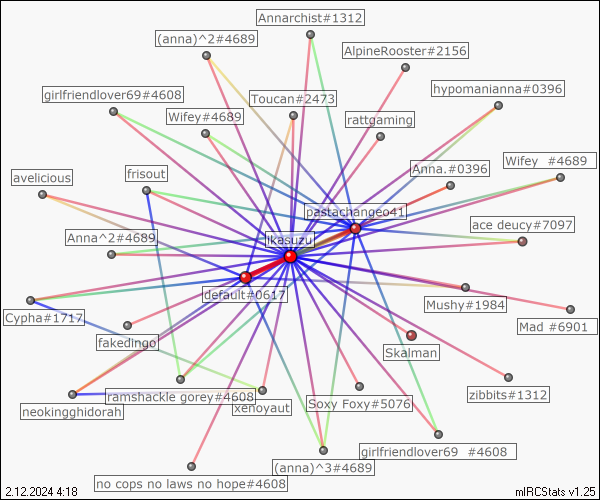 Annarchist#1312
(anna)^2#4689
AlpineRooster#2156
hypomanianna#0396
girlfriendlover69#4608
Toucan#2473
Wifey#4689
rattgaming
Wifey  #4689
Anna.#0396
frisout
avelicious
pastachange041
ace deucy#7097
Anna^2#4689
likasuzu
default#0617
Mushy#1984
Cypha#1717
Mad #6901
fakedingo
Skalman
ramshackle gorey#4608
zibbits#1312
Soxy Foxy#5076
xenoyaut
neokingghidorah
girlfriendlover69  #4608
(anna)^3#4689
no cops no laws no hope#4608
2.12.2024 4:18
mIRCStats v1.25